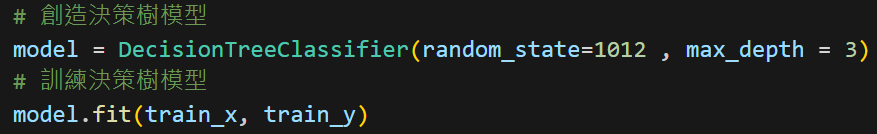 # 創造決策樹模型
model = DecisionTreeClassifier(random_state=1012 , max_depth = 3)
# 訓練決策樹模型
model.fit(train_x, train_y)